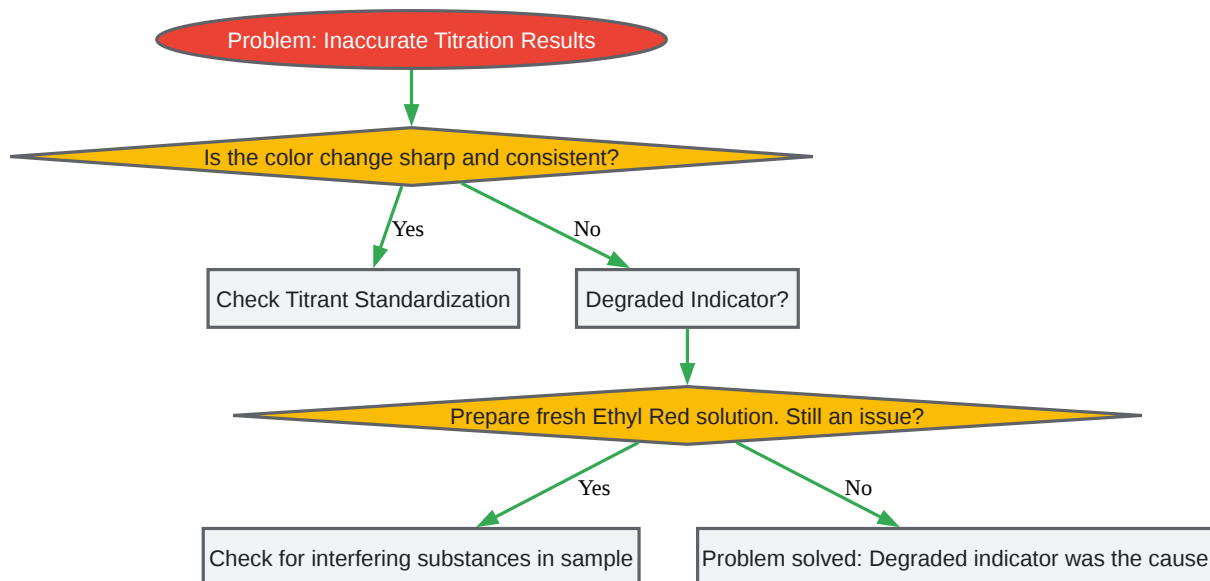 Problem: Inaccurate Titration Results
Is the color change sharp and consistent?
Yes
No
Check Titrant Standardization
Degraded Indicator?
Prepare fresh Ethyl Red solution. Still an issue?
Yes
No
Check for interfering substances in sample
Problem solved: Degraded indicator was the cause